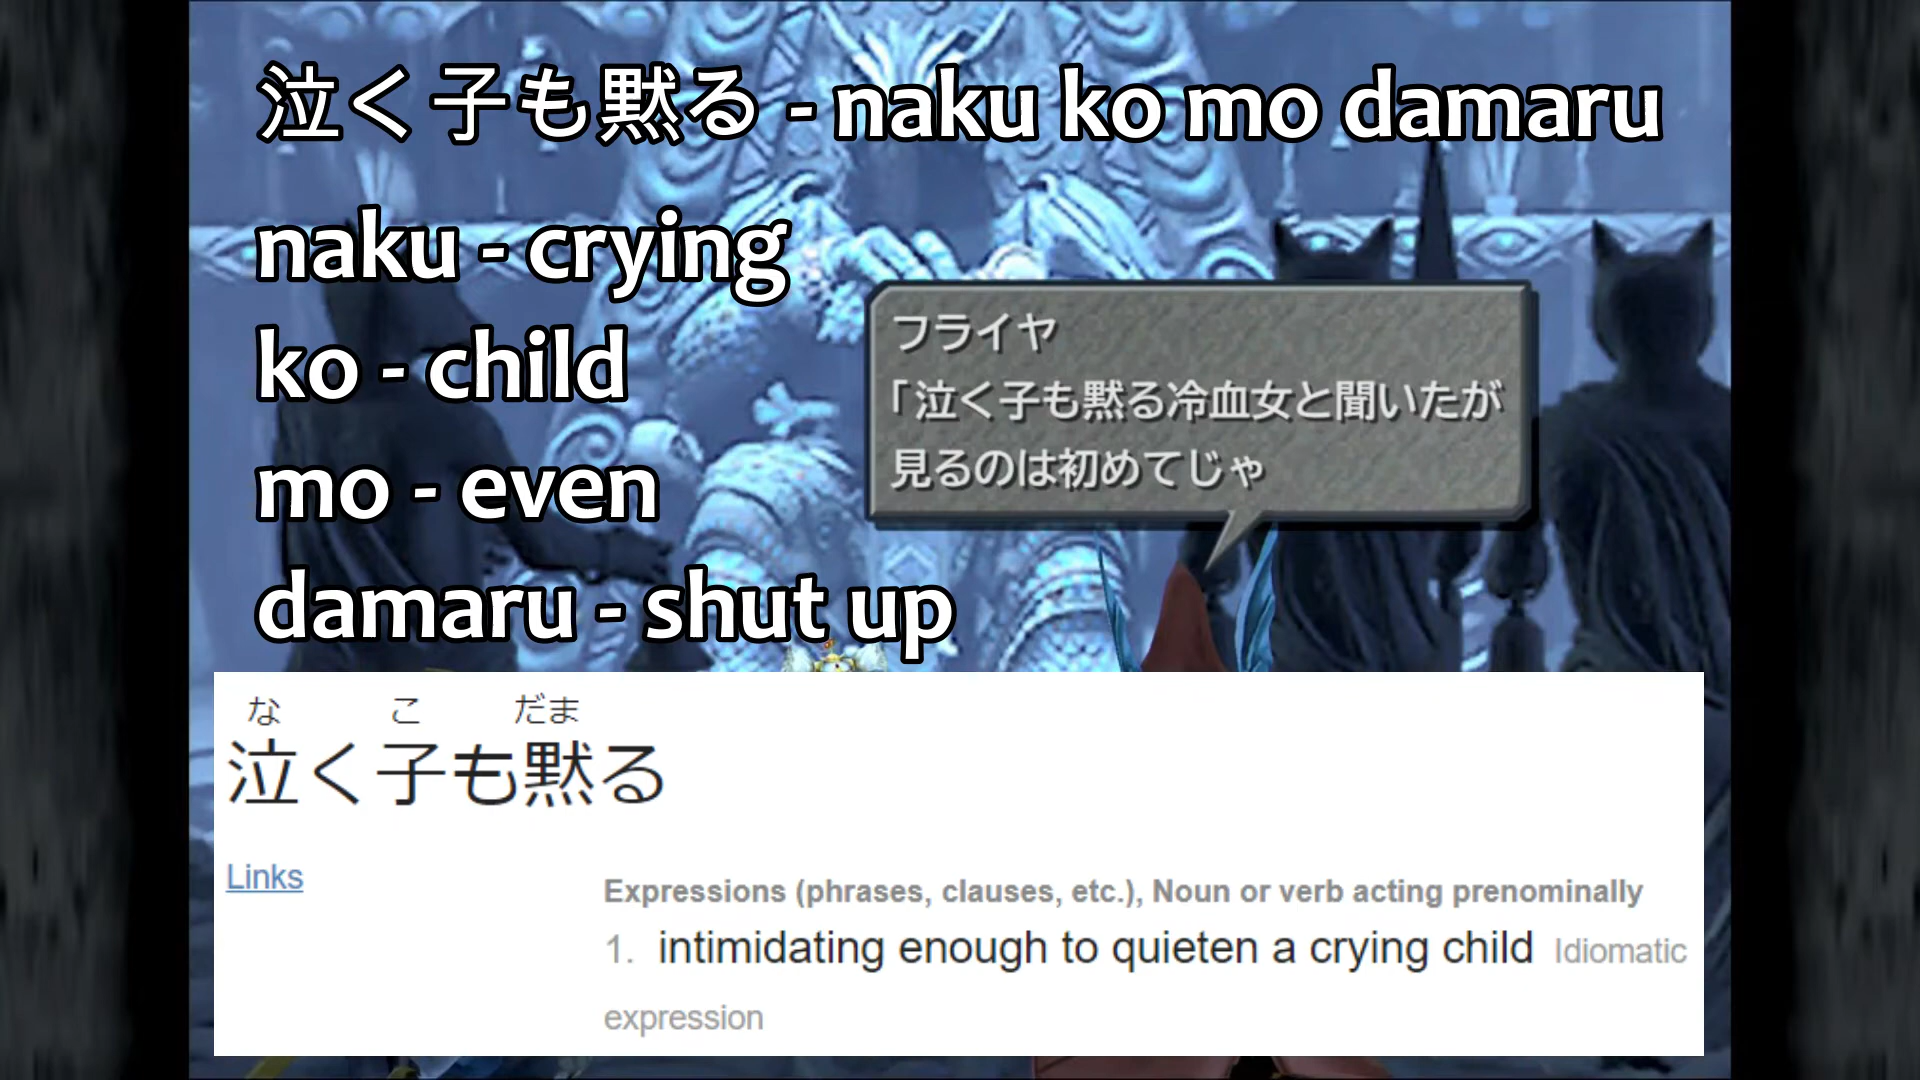 泣く子も黙る - naku ko mo damaru
naku - crying
ko - child
mo - even
damaru - shut up
フライヤ
「泣く子も黙る冷血女と聞いたが
見るのは初めてじゃ
な こ だま
泣く子も黙る
Links
Expressions (phrases, clauses, etc.), Noun or verb acting prenominally
1. intimidating enough to quieten a crying child Idiomatic
expression